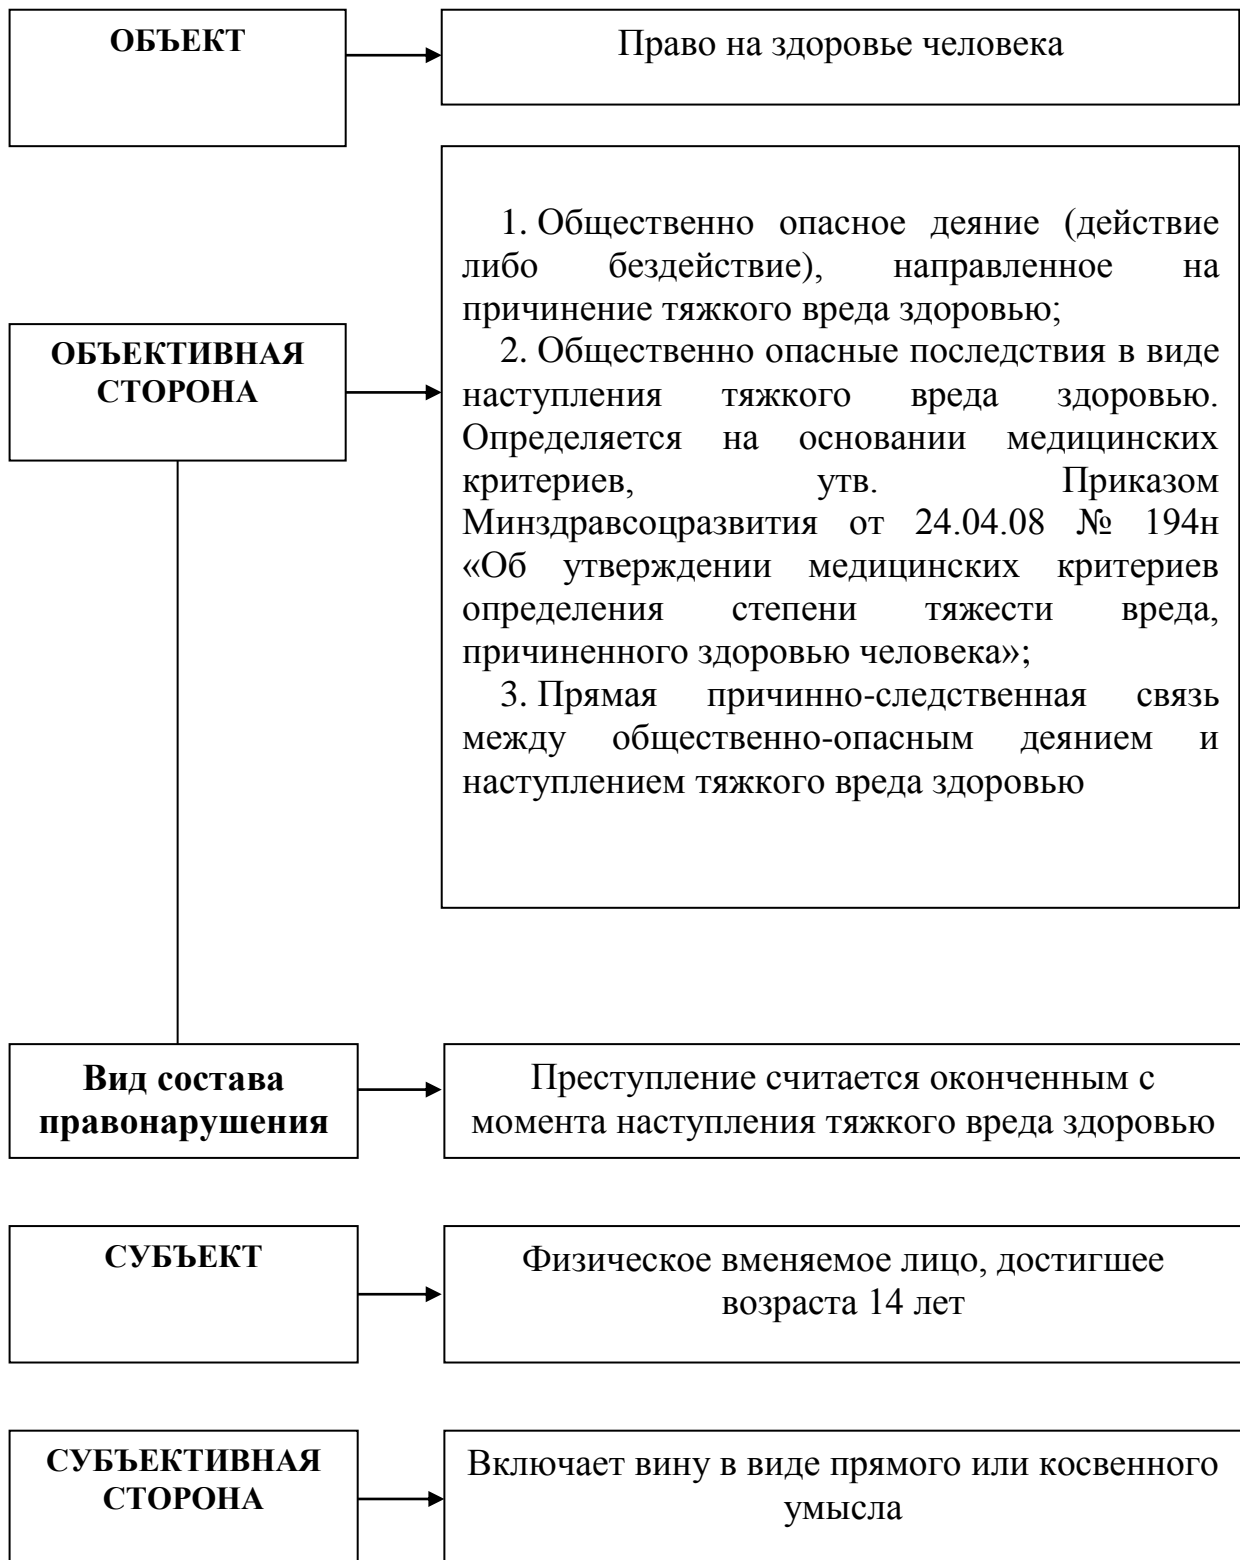 ОБЪЕКТ
Право на здоровье человека
ОБЪЕКТИВНАЯ
СТОРОНА
1. Общественно опасное деяние (действие
либо бездействие), направленное на
причинение тяжкого вреда здоровью;
2. Общественно опасные последствия в виде
наступления тяжкого вреда здоровью.
Определяется на основании медицинских
критериев, утв. Приказом
Минздравсоцразвития от 24.04.08 № 194н
«Об утверждении медицинских критериев
определения степени тяжести вреда,
причиненного здоровью человека»;
3. Прямая причинно-следственная связь
между общественно-опасным деянием и
наступлением тяжкого вреда здоровью
Вид состава
правонарушения
Преступление считается оконченным с
момента наступления тяжкого вреда здоровью
СУБЪЕКТ
Физическое вменяемое лицо, достигшее
возраста 14 лет
СУБЪЕКТИВНАЯ
СТОРОНА
Включает вину в виде прямого или косвенного
умысла